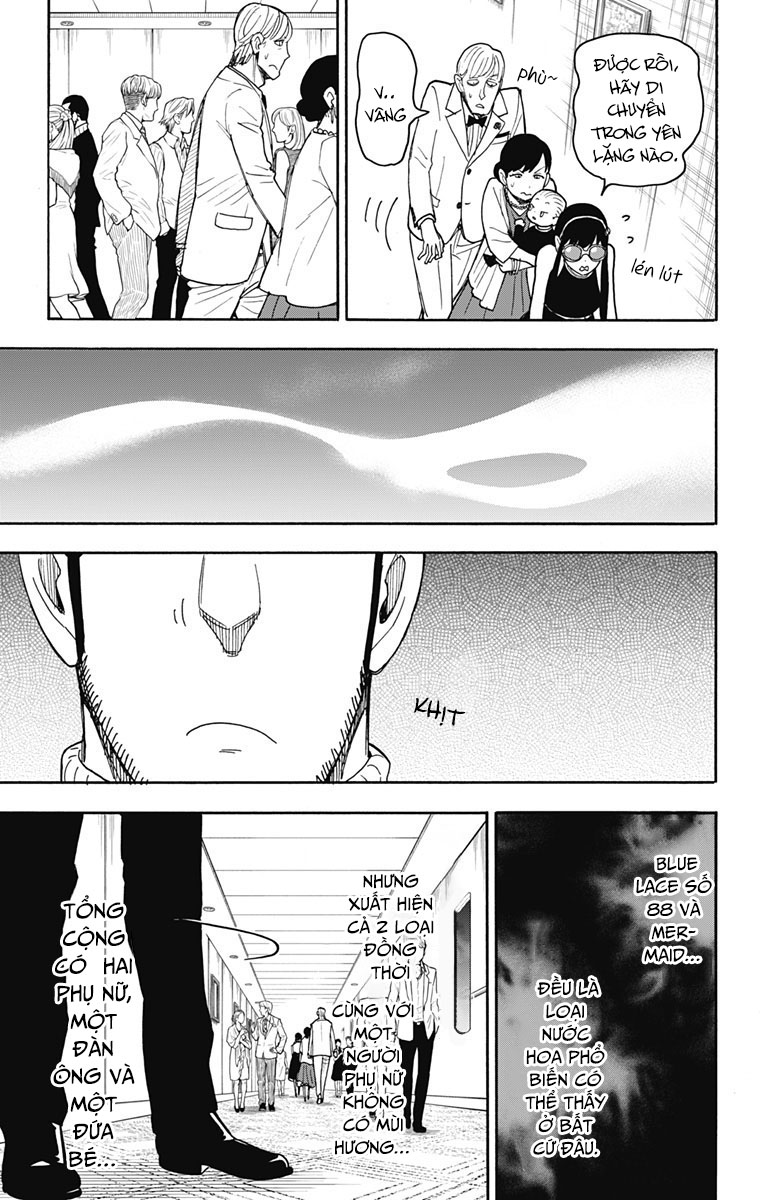 ĐƯỢC RỒI,
HÃY DI
CHUYỂN
TRONG YÊN
LẶNG NÀO.
phù~
V..
VÂNG
lén lút
KHỊT
BLUE
LACE SỐ
88 VÀ
MER-
MAID...
ĐỀU LÀ
LOẠI
NƯỚC
HOA PHỔ
BIẾN CÓ
THỂ THẤY
Ở BẤT
CỨ ĐÂU.
NHƯNG
XUẤT HIỆN
CẢ 2 LOẠI
ĐỒNG
THỜI
CÙNG VỚI
MỘT
NGƯỜI
PHỤ NỮ
KHÔNG
CÓ MÙI
HƯƠNG...
TỔNG
CỘNG
CÓ HAI
PHỤ NỮ,
MỘT
ĐÀN
ÔNG VÀ
MỘT
ĐỨA
BÉ...